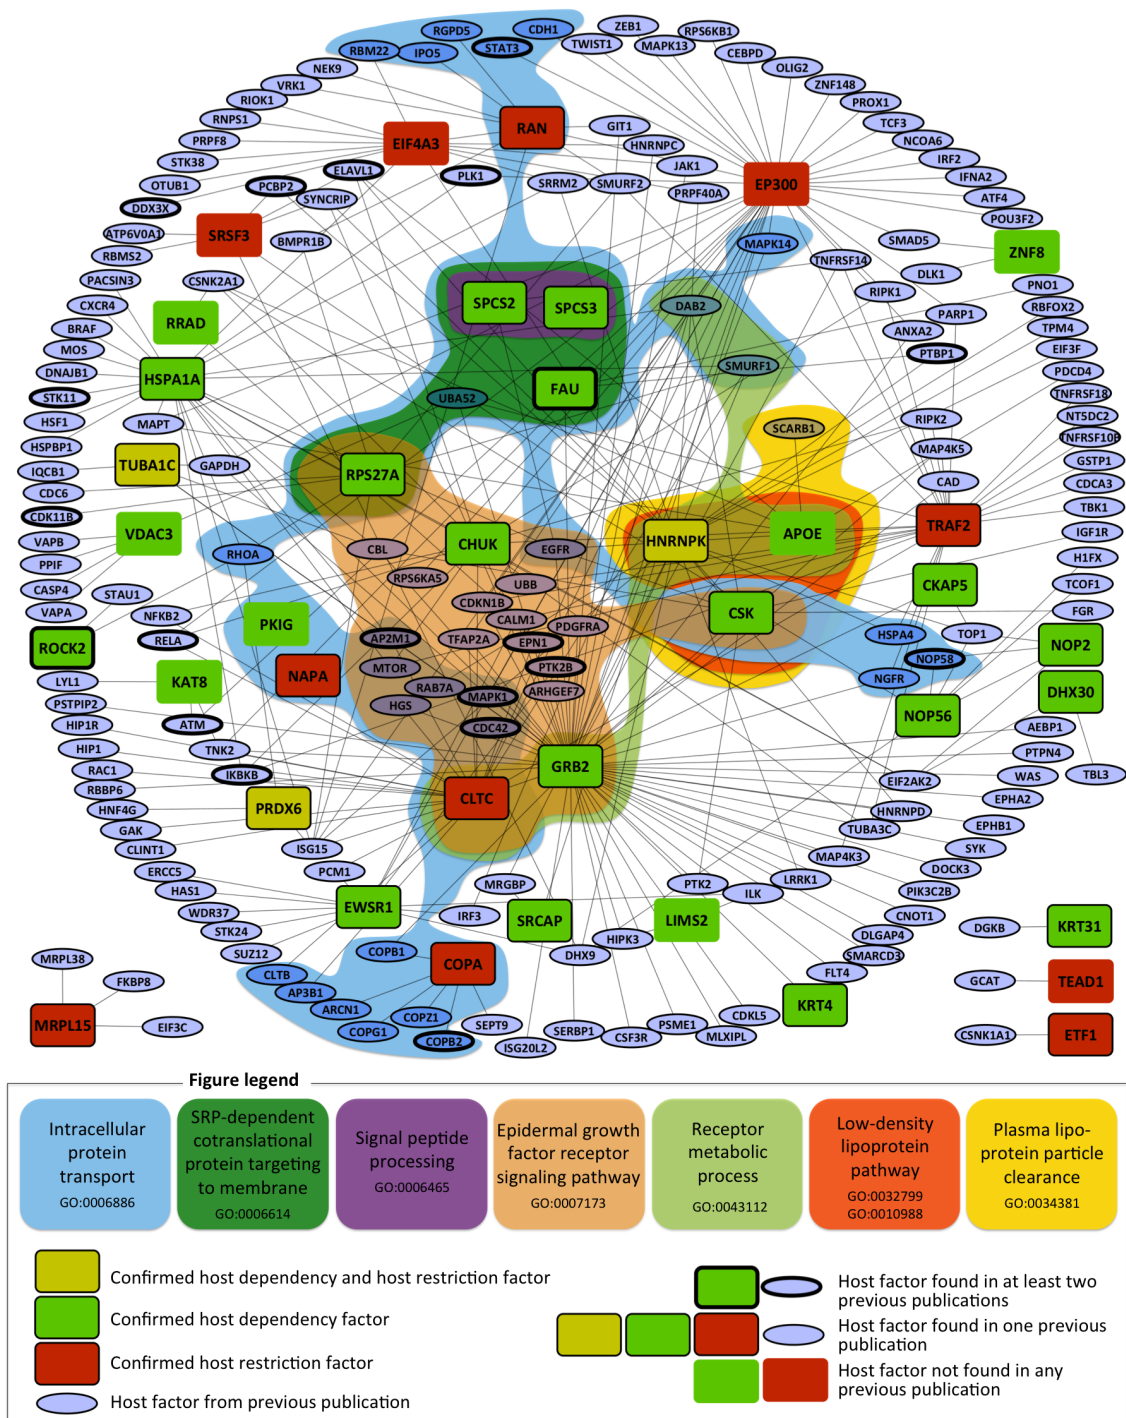 RGPD5
CDH1
ZEB1
RPS6KB1
RBM22
IPO5
STAT3
TWIST1
MAPK13
CEBPD
NEK9
OLIG2
VRK1
ZNF148
RIOK1
PROX1
RNPS1
RAN
GIT1
TCF3
PRPF8
EIF4A3
HNRNPC
NCOA6
STK38
ELAVL1
PLK1
JAK1
IRF2
OTUB1
PCBP2
SRRM2
SMURF2
PRPF40A
EP300
IFNA2
DDX3X
SYNCRIP
ATF4
ATP6V0A1
SRSF3
BMPR1B
MAPK14
POU3F2
RBMS2
TNFRSF14
SMAD5
ZNF8
PACSIN3
CSNK2A1
DLK1
CXCR4
SPCS2
SPCS3
DAB2
RIPK1
PNO1
BRAF
RRAD
PARP1
RBFOX2
MOS
ANXA2
TPM4
DNAJB1
HSPA1A
SMURF1
PTBP1
EIF3F
STK11
UBA52
FAU
PDCD4
HSF1
MAPT
SCARB1
RIPK2
TNFRSF18
HSPBP1
MAP4K5
NT5DC2
IQCB1
TUBA1C
GAPDH
RPS27A
CAD
TNFRSF10B
CDC6
GSTP1
CDK11B
CDCA3
VAPB
VDAC3
CHUK
HNRNPK
APOE
TRAF2
TBK1
PPIF
RHOA
CBL
EGFR
IGF1R
CASP4
RPS6KA5
UBB
CKAP5
H1FX
VAPA
STAU1
CDKN1B
CSK
TCOF1
NFKB2
PKIG
CALM1
PDGFRA
FGR
ROCK2
RELA
AP2M1
TFAP2A
EPN1
HSPA4
TOP1
NOP2
LYL1
KAT8
NAPA
MTOR
PTK2B
NOP58
PSTPIP2
RAB7A
MAPK1
ARHGEF7
NGFR
DHX30
HIP1R
ATM
HGS
CDC42
NOP56
AEBP1
HIP1
TNK2
GRB2
PTPN4
RAC1
IKBKB
EIF2AK2
WAS
TBL3
RBBP6
PRDX6
CLTC
HNRNPD
EPHA2
HNF4G
TUBA3C
EPHB1
GAK
ISG15
MAP4K3
SYK
CLINT1
PCM1
DOCK3
ERCC5
MRGBP
PTK2
LRRK1
PIK3C2B
HAS1
EWSR1
IRF3
SRCAP
LIMS2
ILK
CNOT1
WDR37
DLGAP4
STK24
HIPK3
SMARCD3
SUZ12
COPB1
DHX9
FLT4
DGKB
KRT31
MRPL38
CLTB
COPA
KRT4
GCAT
TEAD1
FKBP8
AP3B1
ARCN1
COPZ1
SEPT9
PSME1
CDKL5
MRPL15
EIF3C
COPG1
COPB2
ISG20L2
SERBP1
CSF3R
MLXIPL
CSNK1A1
ETF1
Figure legend
Intracellular
protein
transport
GO:0006886
SRP-dependent
cotranslational
protein targeting
to membrane
GO:0006614
Signal peptide
processing
GO:0006465
Epidermal growth
factor receptor
signaling pathway
GO:0007173
Receptor
metabolic
process
GO:0043112
Low-density
lipoprotein
pathway
GO:0032799
GO:0010988
Plasma lipo-
protein particle
clearance
GO:0034381
Confirmed host dependency and host restriction factor
Confirmed host dependency factor
Confirmed host restriction factor
Host factor from previous publication
Host factor found in at least two
previous publications
Host factor found in one previous
publication
Host factor not found in any
previous publication